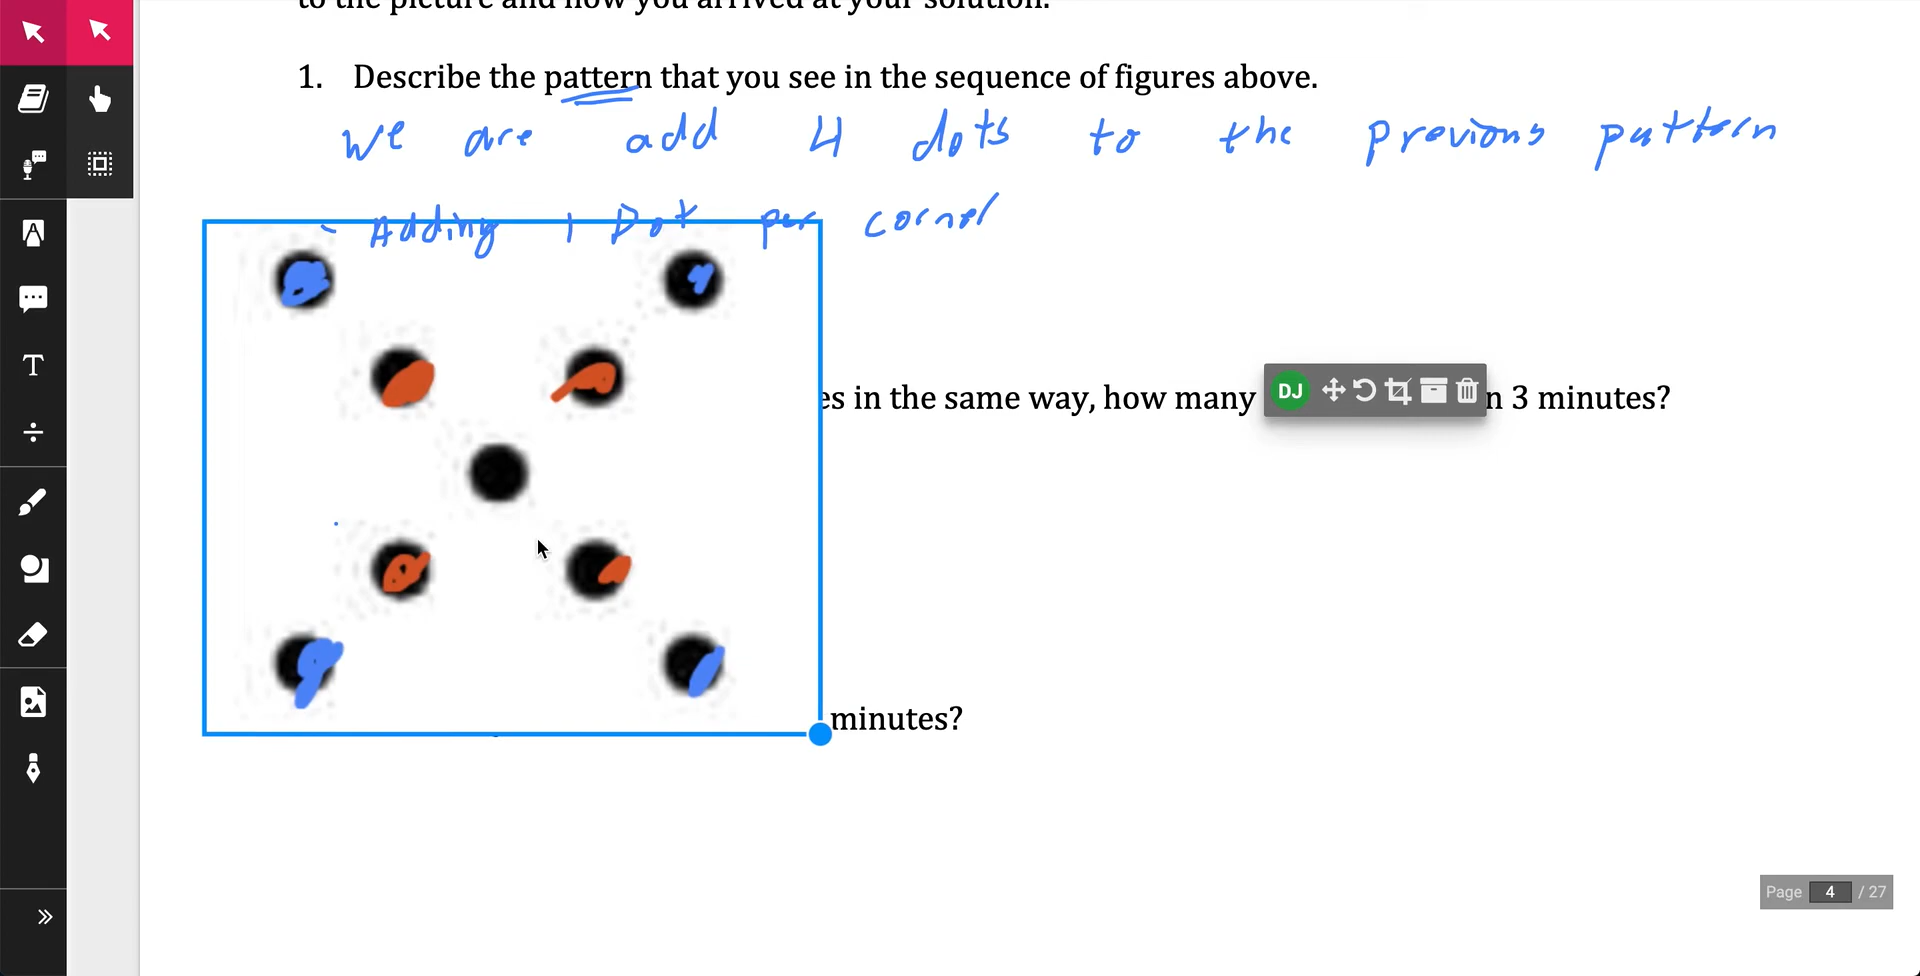 to the picture and how you arrived at your solution.
1. Describe the pattern that you see in the sequence of figures above.
we are add 4 dots to the previous pattern
- Adding 1 Dot per corner
es in the same way, how many
DJ
n 3 minutes?
minutes?
Page 4 / 27